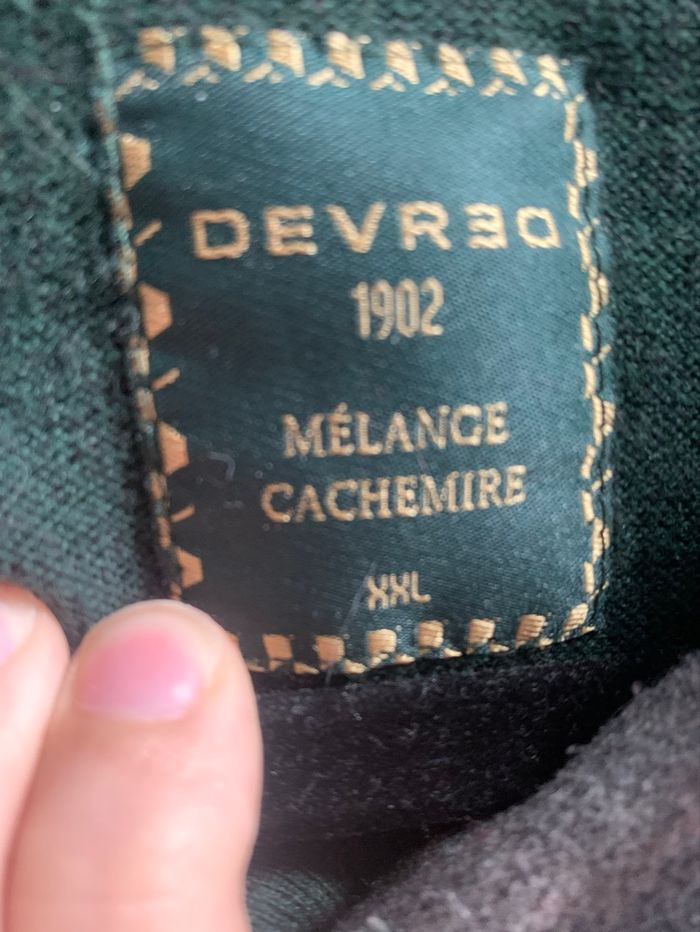 DEVRED
1902
MÉLANGE
CACHEMIRE
XXL